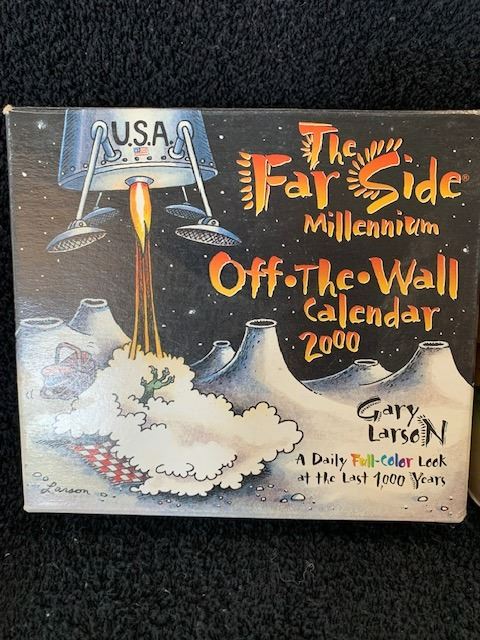 U.S.A.
The
Far Side®
Millennium
Off•The•Wall
Calendar
2000
Gary
Larson
A Daily Full-Color Look
at the Last 1,000 Years
Larson